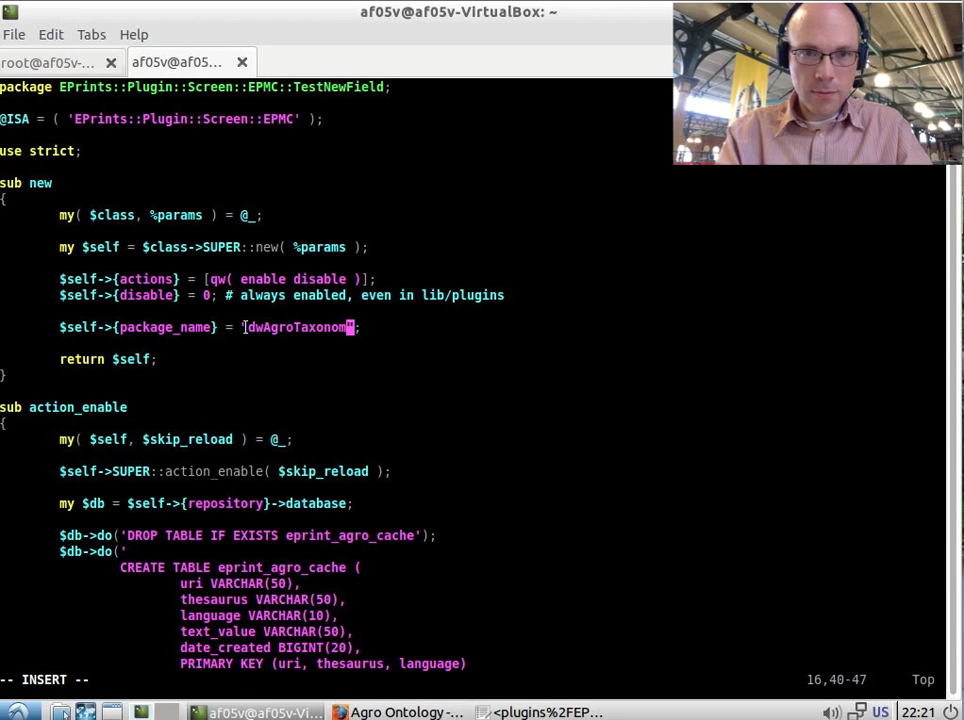 af05v@af05v-VirtualBox: ~
File Edit Tabs Help
root@af05v-... af05v@af05...
package EPrints::Plugin::Screen::EPMC::TestNewField;
@ISA = ( 'EPrints::Plugin::Screen::EPMC' );
use strict;
sub new
{
my( $class, %params ) = @_;
my $self = $class->SUPER::new( %params );
$self->{actions} = [qw( enable disable )];
$self->{disable} = 0; # always enabled, even in lib/plugins
$self->{package_name} = 'dwAgroTaxonom";
return $self;
}
sub action_enable
{
my( $self, $skip_reload ) = @_;
$self->SUPER::action_enable( $skip_reload );
my $db = $self->{repository}->database;
$db->do('DROP TABLE IF EXISTS eprint_agro_cache');
$db->do('
CREATE TABLE eprint_agro_cache (
uri VARCHAR(50),
thesaurus VARCHAR(50),
language VARCHAR(10),
text_value VARCHAR(50),
date_created BIGINT(20),
PRIMARY KEY (uri, thesaurus, language)
-- INSERT -- 16,40-47 Top
af05v@af05v-Vi... Agro Ontology -... <plugins%2FEP... US 22:21